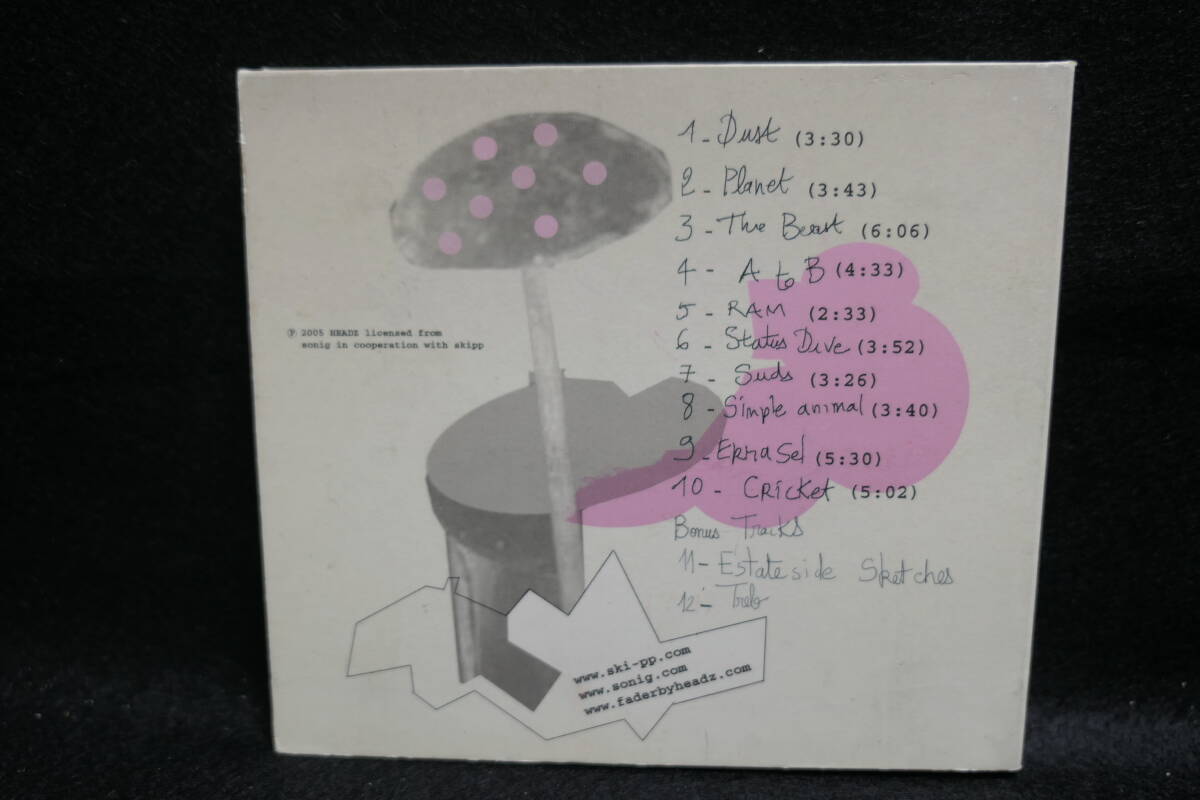 1 - Dust (3:30)
2 - Planet (3:43)
3 - The Beast (6:06)
4 - A to B (4:33)
5 - RAM (2:33)
6 - Status Dive (3:52)
7 - Suds (3:26)
8 - Simple animal (3:40)
9 - (5:30)
10 - Cricket (5:02)
Bonus Tracks
11 - Estateside Sketches
12 -
℗ 2005 HEADZ licensed from
sonig in cooperation with skipp
www.ski-pp.com
www.sonig.com
www.faderbyheadz.com